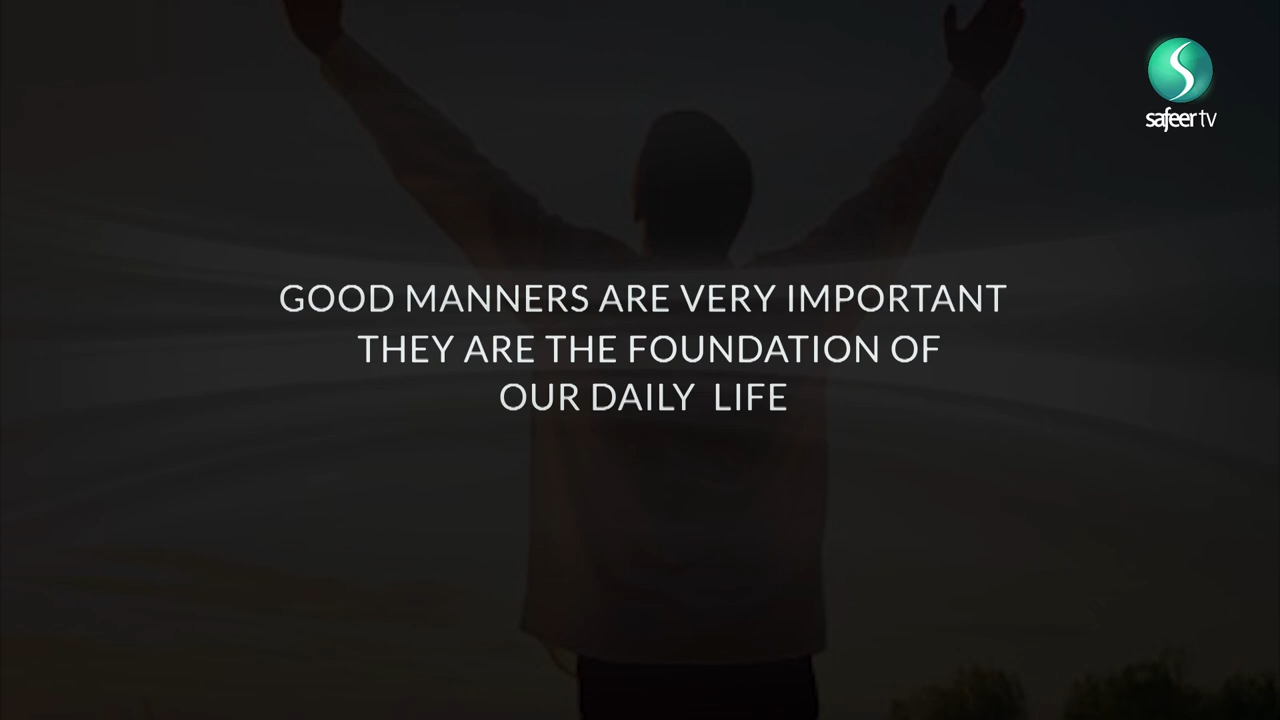 safeer tv
GOOD MANNERS ARE VERY IMPORTANT
THEY ARE THE FOUNDATION OF
OUR DAILY LIFE